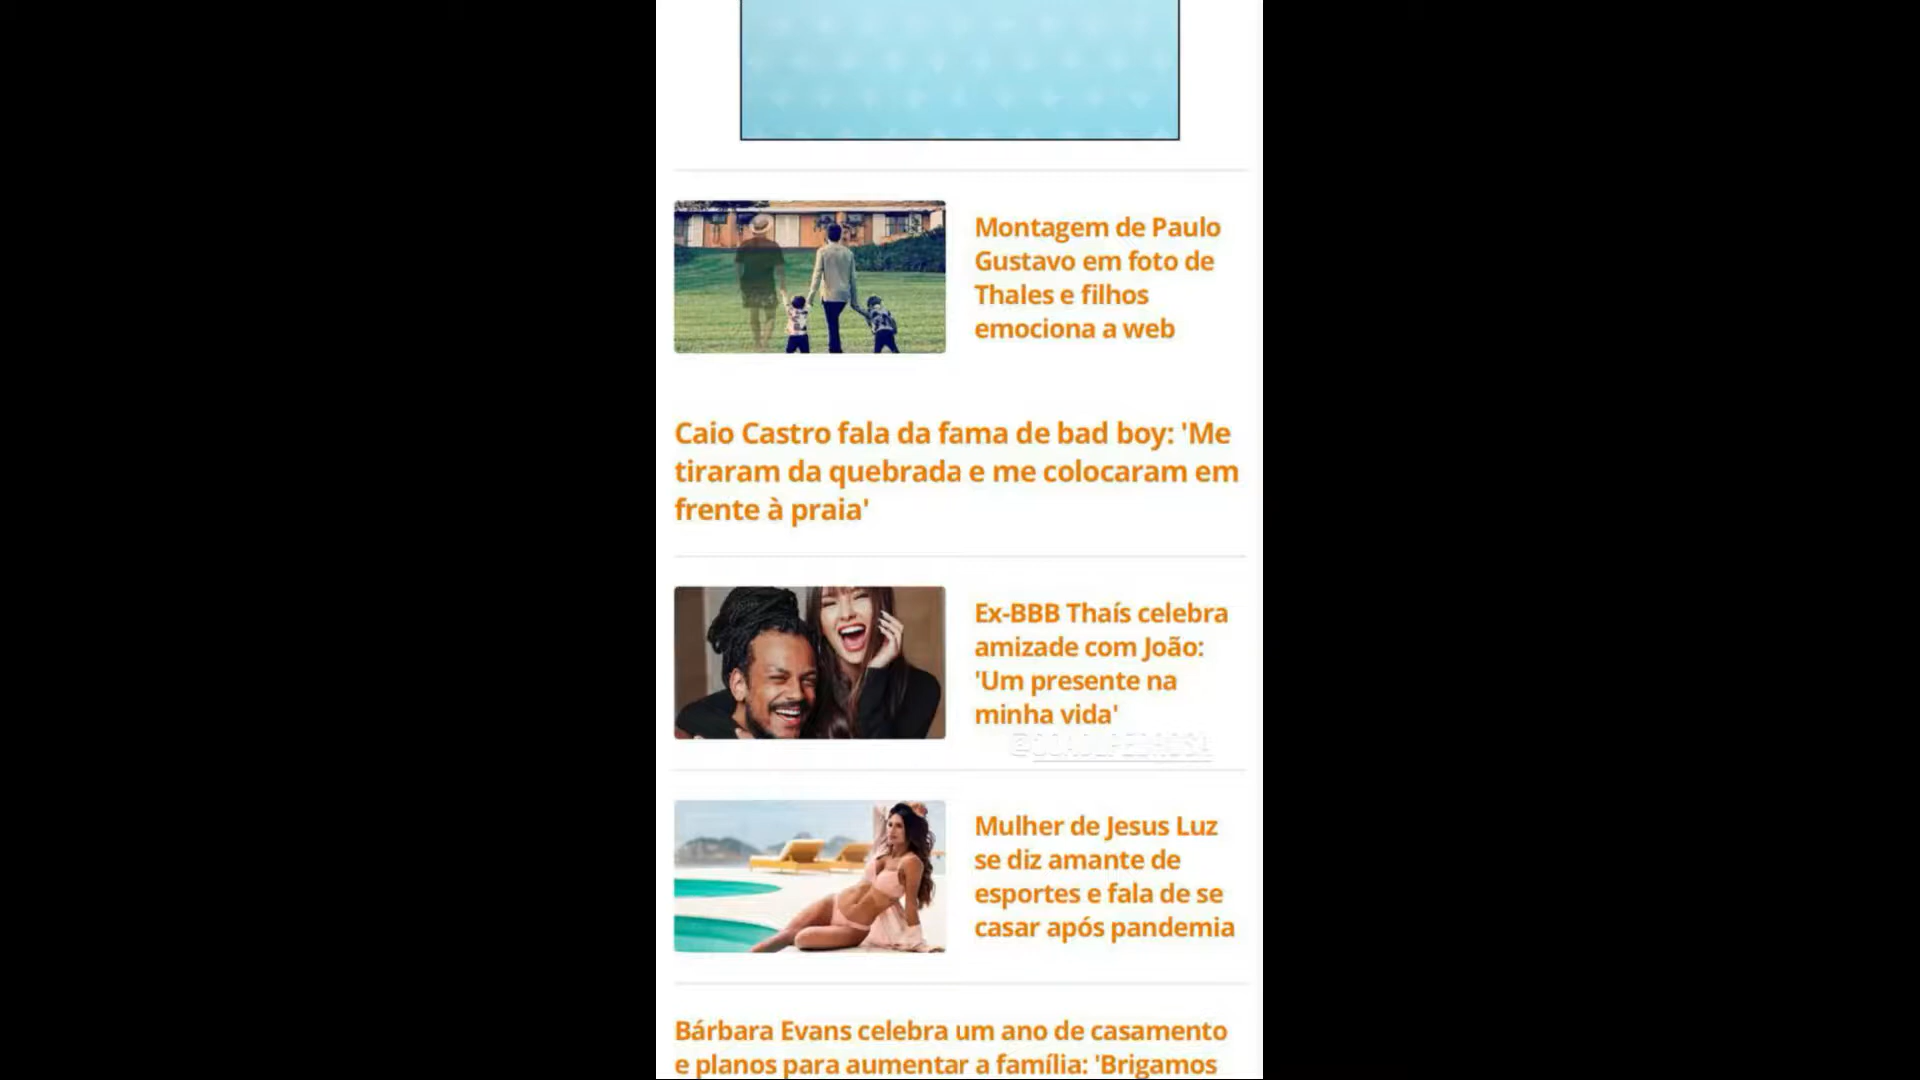 Montagem de Paulo
Gustavo em foto de
Thales e filhos
emociona a web
Caio Castro fala da fama de bad boy: 'Me
tiraram da quebrada e me colocaram em
frente à praia'
Ex-BBB Thaís celebra
amizade com João:
'Um presente na
minha vida'
Mulher de Jesus Luz
se diz amante de
esportes e fala de se
casar após pandemia
Bárbara Evans celebra um ano de casamento
e planos para aumentar a família: 'Brigamos